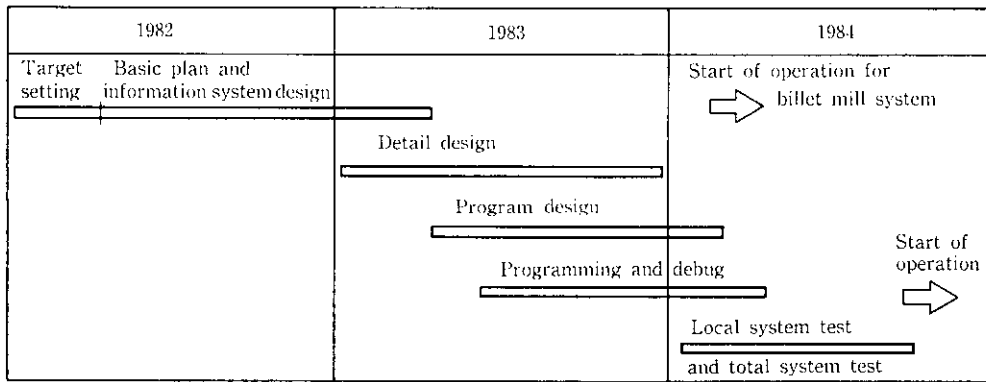 1982 1983 1984
Target Basic plan and Start of operation for
setting information system design billet mill system
Detail design
Program design
Start of
Programming and debug operation
Local system test
and total system test